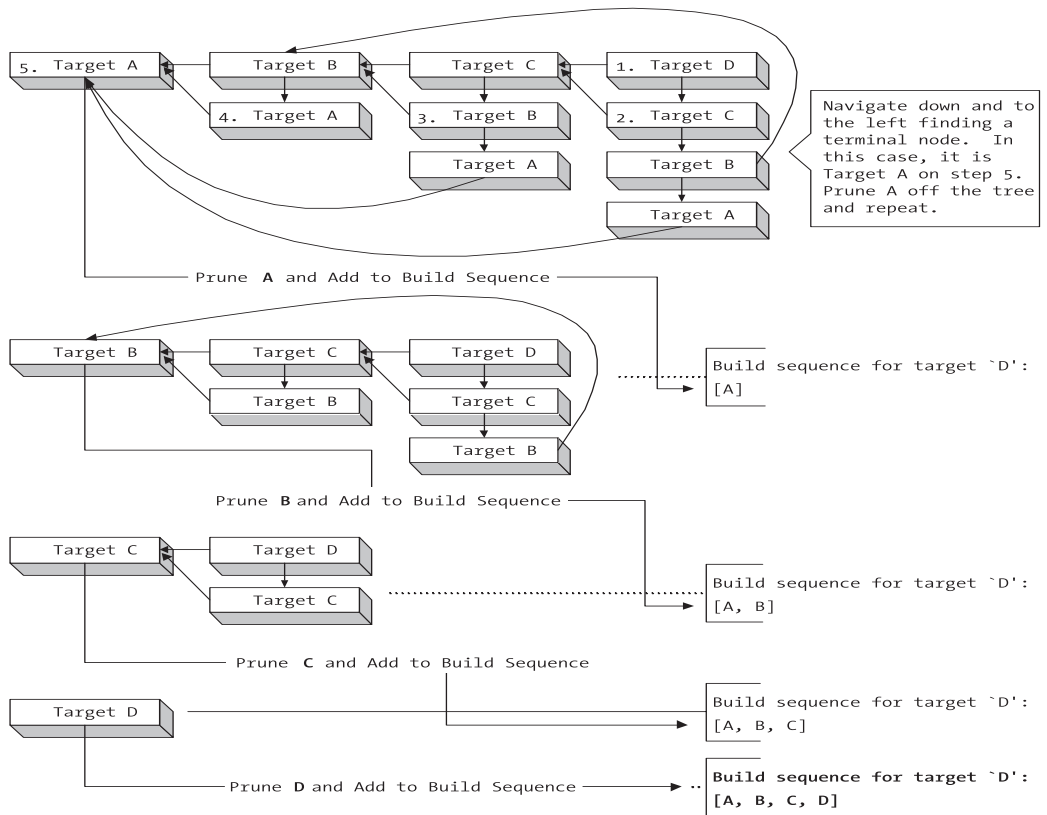 5. Target A
Target B
Target C
1. Target D
4. Target A
3. Target B
2. Target C
Target A
Target B
Target A
Navigate down and to
the left finding a
terminal node. In
this case, it is
Target A on step 5.
Prune A off the tree
and repeat.
Prune A and Add to Build Sequence
Target B
Target C
Target D
Build sequence for target `D':
[A]
Target B
Target C
Target B
Prune B and Add to Build Sequence
Target C
Target D
Build sequence for target `D':
[A, B]
Target C
Prune C and Add to Build Sequence
Target D
Build sequence for target `D':
[A, B, C]
Prune D and Add to Build Sequence
Build sequence for target `D':
[A, B, C, D]